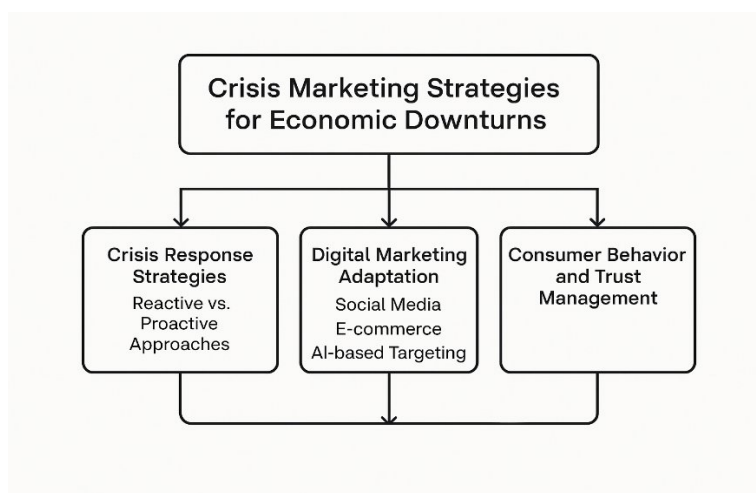 Crisis Marketing Strategies
for Economic Downturns
Crisis Response
Strategies
Reactive vs.
Proactive
Approaches
Digital Marketing
Adaptation
Social Media
E-commerce
AI-based Targeting
Consumer Behavior
and Trust
Management